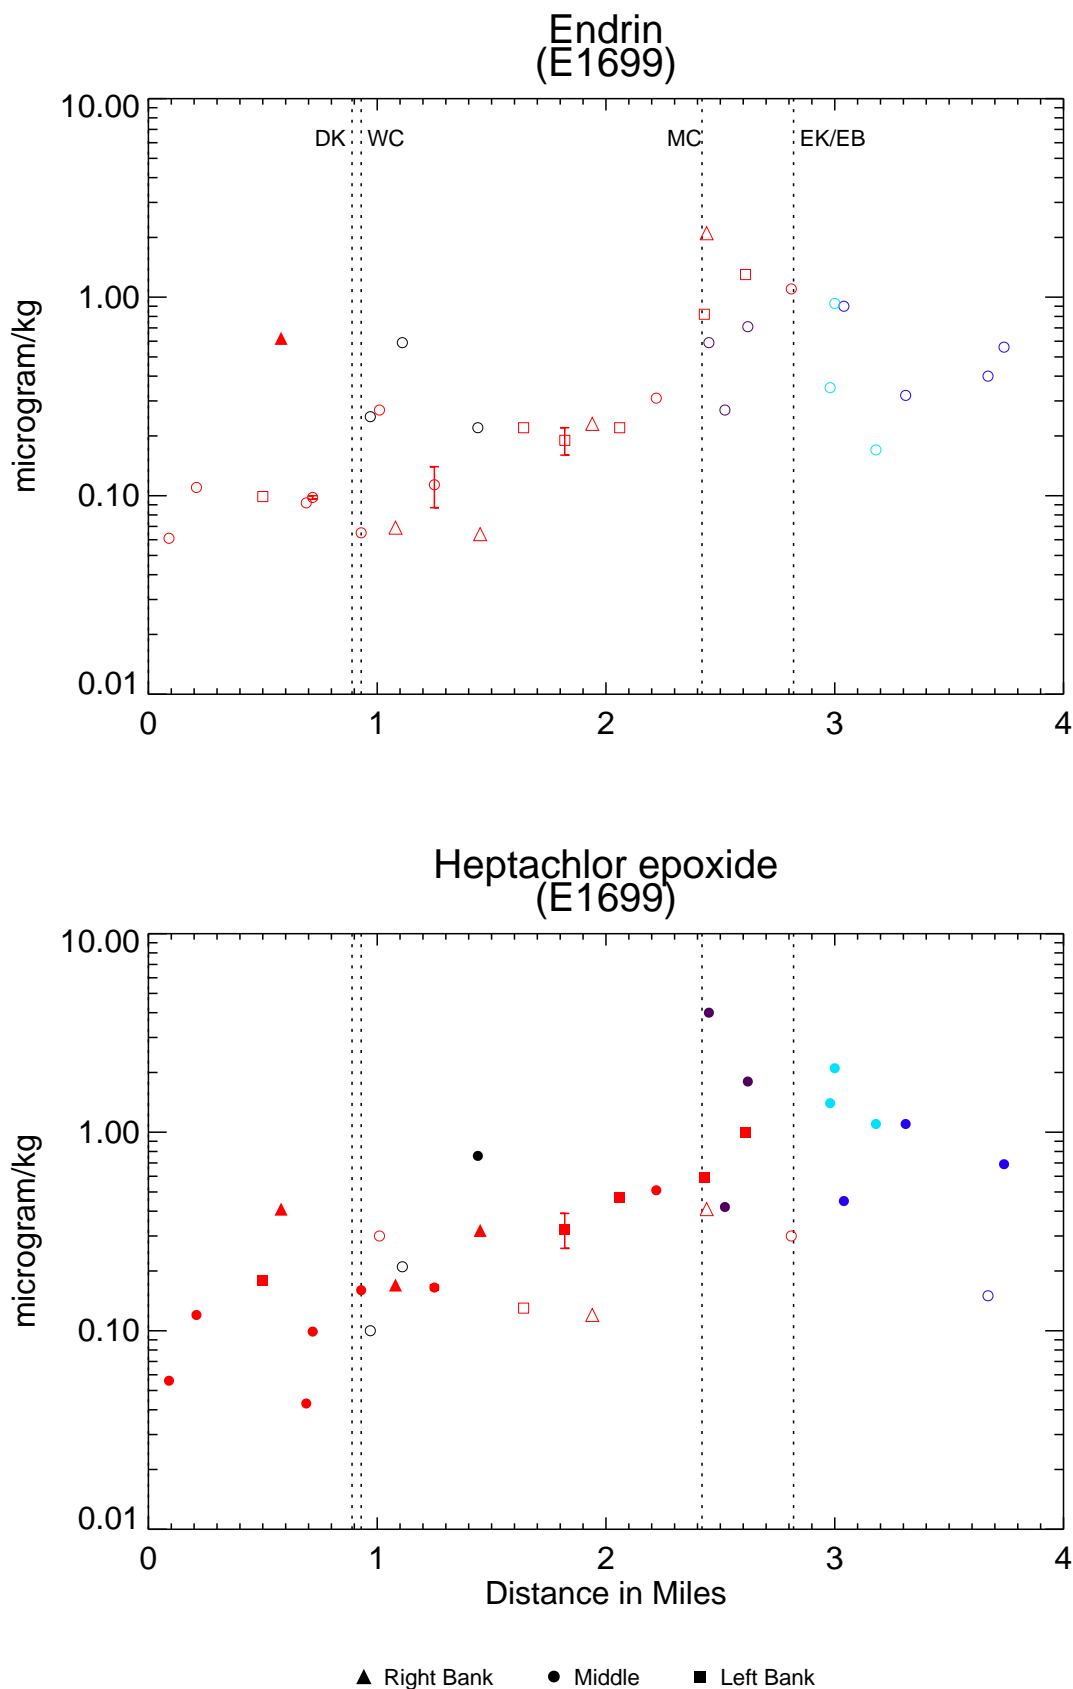 Endrin
(E1699)
10.00
DK WC MC EK/EB
1.00
microgram/kg
0.10
0.01
0 1 2 3 4
Heptachlor epoxide
(E1699)
10.00
1.00
microgram/kg
0.10
0.01
0 1 2 3 4
Distance in Miles
Right Bank Middle Left Bank